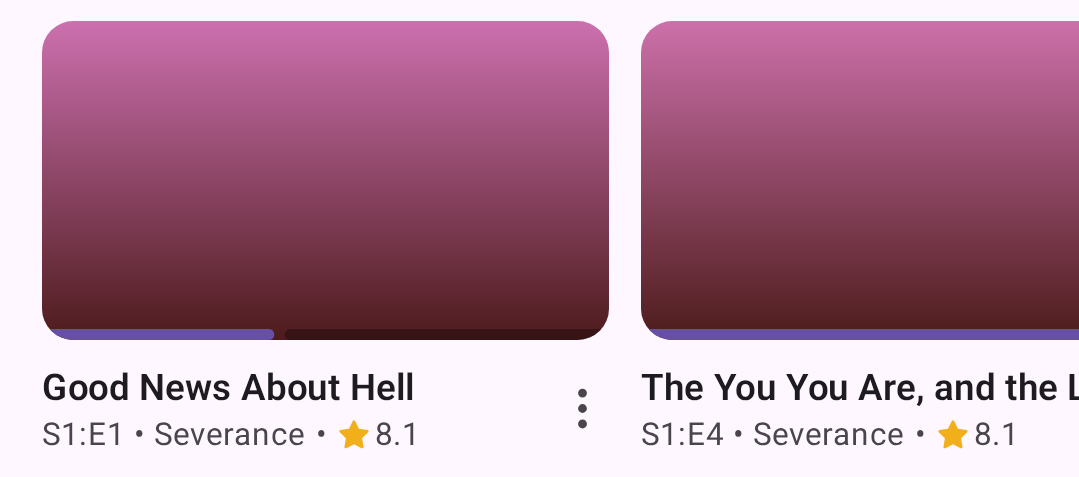 Good News About Hell
S1:E1 • Severance • ⭐ 8.1
The You You Are, and the L
S1:E4 • Severance • ⭐ 8.1